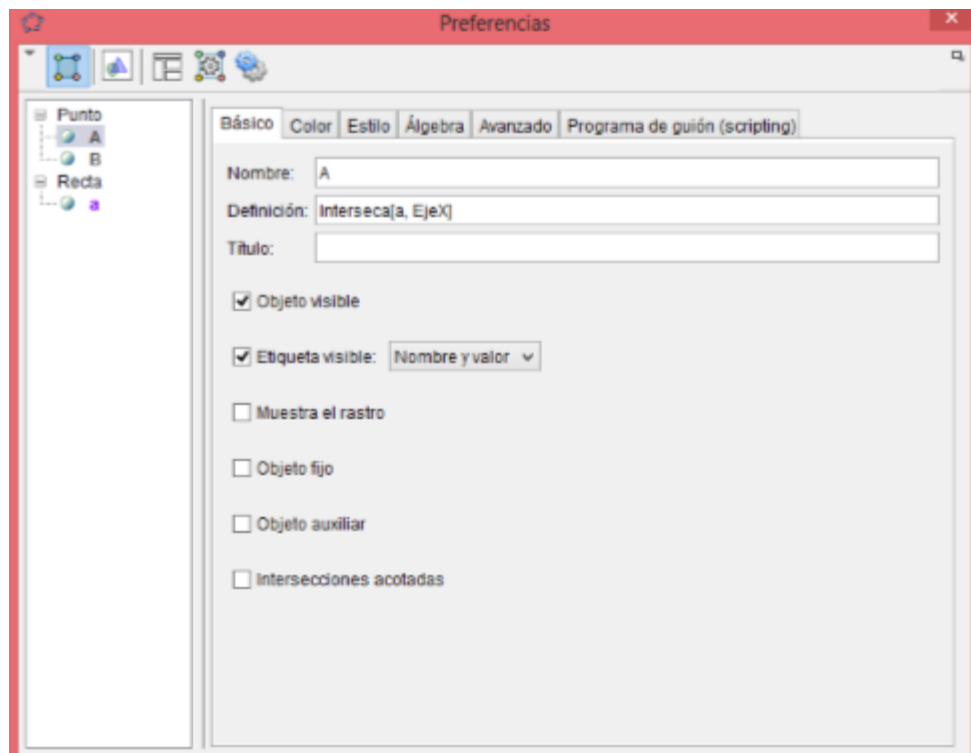 Preferencias
Punto
A
B
Recta
a
Básico Color Estilo Álgebra Avanzado Programa de guión (scripting)
Nombre: A
Definición: Interseca[a, EjeX]
Título:
Objeto visible
Etiqueta visible: Nombre y valor
Muestra el rastro
Objeto fijo
Objeto auxiliar
Intersecciones acotadas